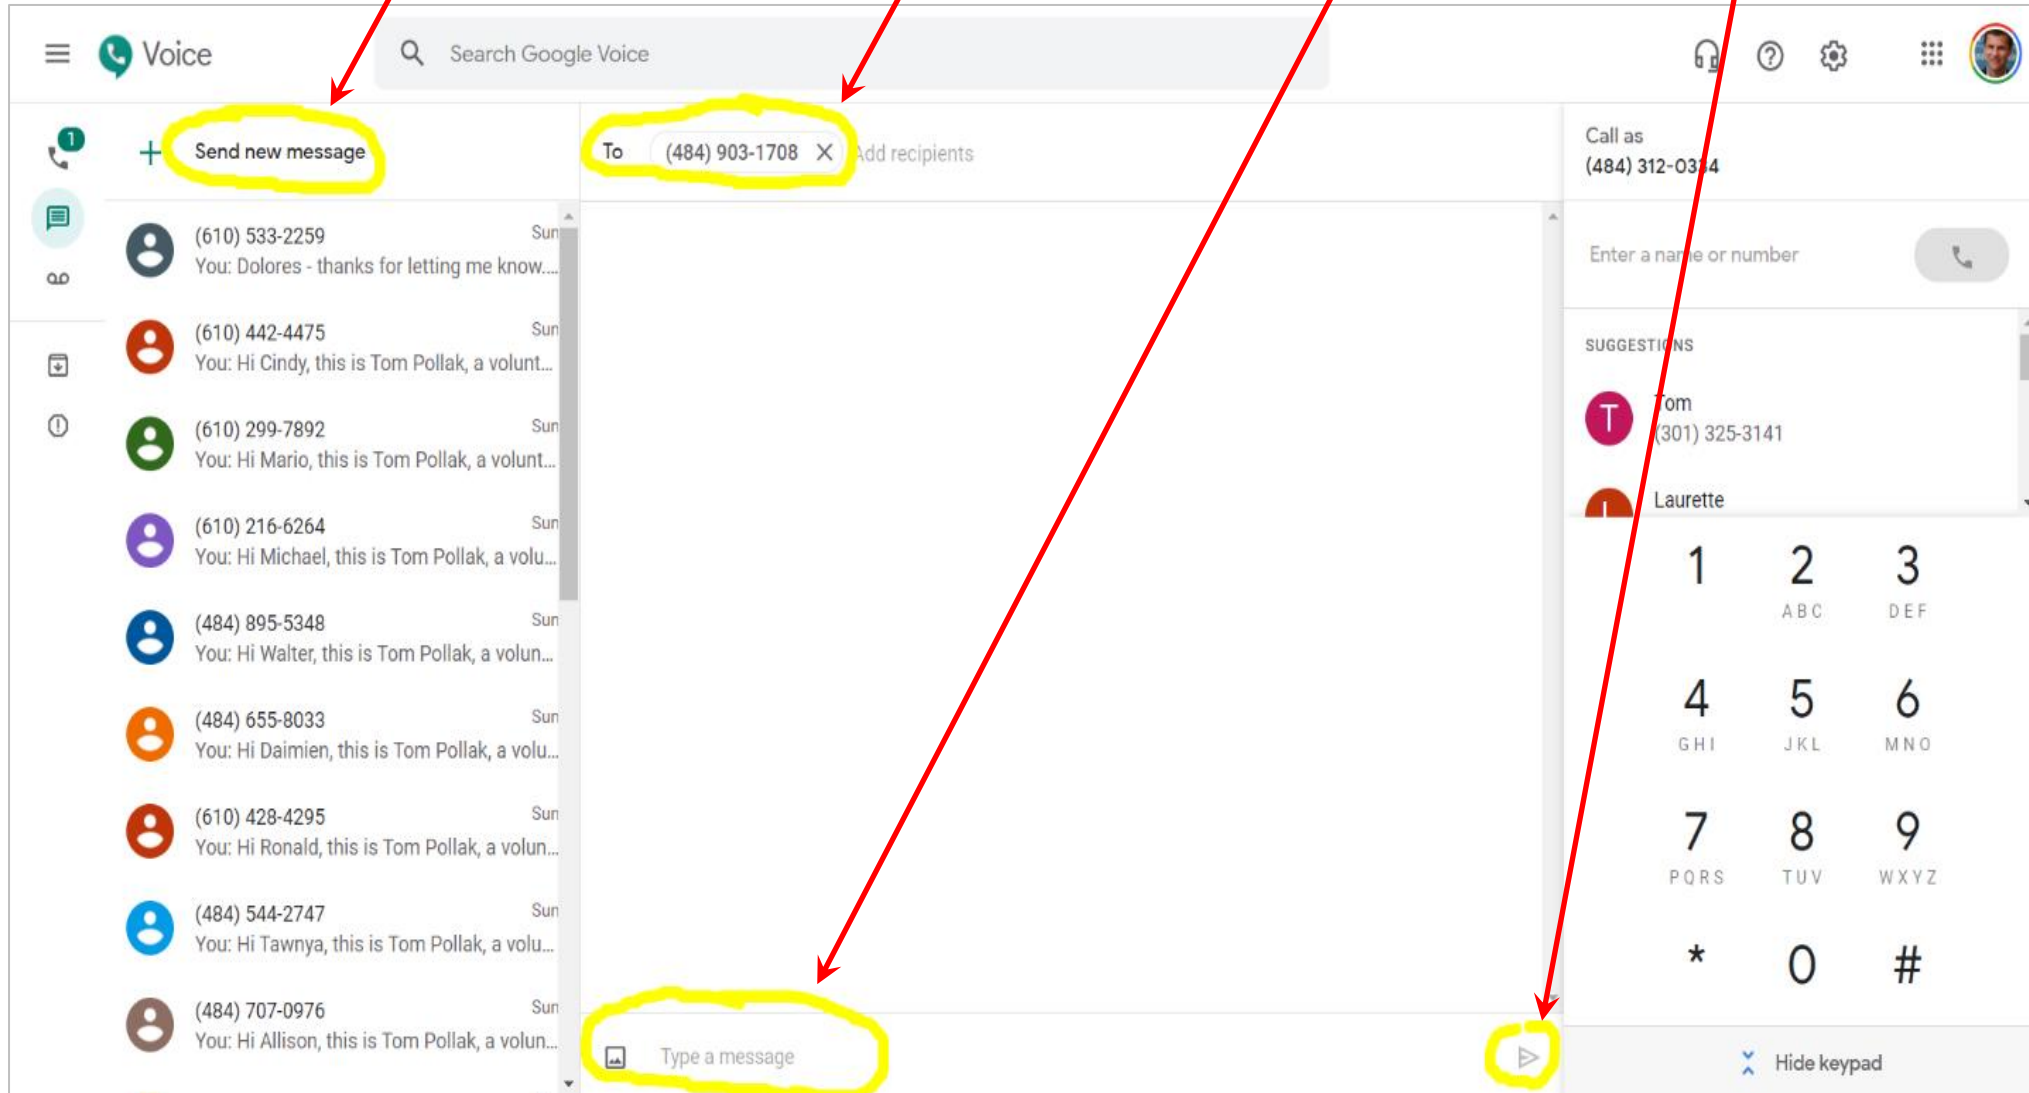 Voice
Search Google Voice
1
Send new message
To (484) 903-1708 Add recipients
(610) 533-2259 Sun
You: Dolores - thanks for letting me know....
(610) 442-4475 Sun
You: Hi Cindy, this is Tom Pollak, a volunt...
(610) 299-7892 Sun
You: Hi Mario, this is Tom Pollak, a volunt...
(610) 216-6264 Sun
You: Hi Michael, this is Tom Pollak, a volu...
(484) 895-5348 Sun
You: Hi Walter, this is Tom Pollak, a volun...
(484) 655-8033 Sun
You: Hi Daimien, this is Tom Pollak, a volu...
(610) 428-4295 Sun
You: Hi Ronald, this is Tom Pollak, a volun...
(484) 544-2747 Sun
You: Hi Tawnya, this is Tom Pollak, a volu...
(484) 707-0976 Sun
You: Hi Allison, this is Tom Pollak, a volun...
Type a message
Call as
(484) 312-0334
Enter a name or number
SUGGESTIONS
T
Tom
(301) 325-3141
L
Laurette
1 2 3
ABC DEF
4 5 6
GHI JKL MNO
7 8 9
PQRS TUV WXYZ
* 0 #
Hide keypad